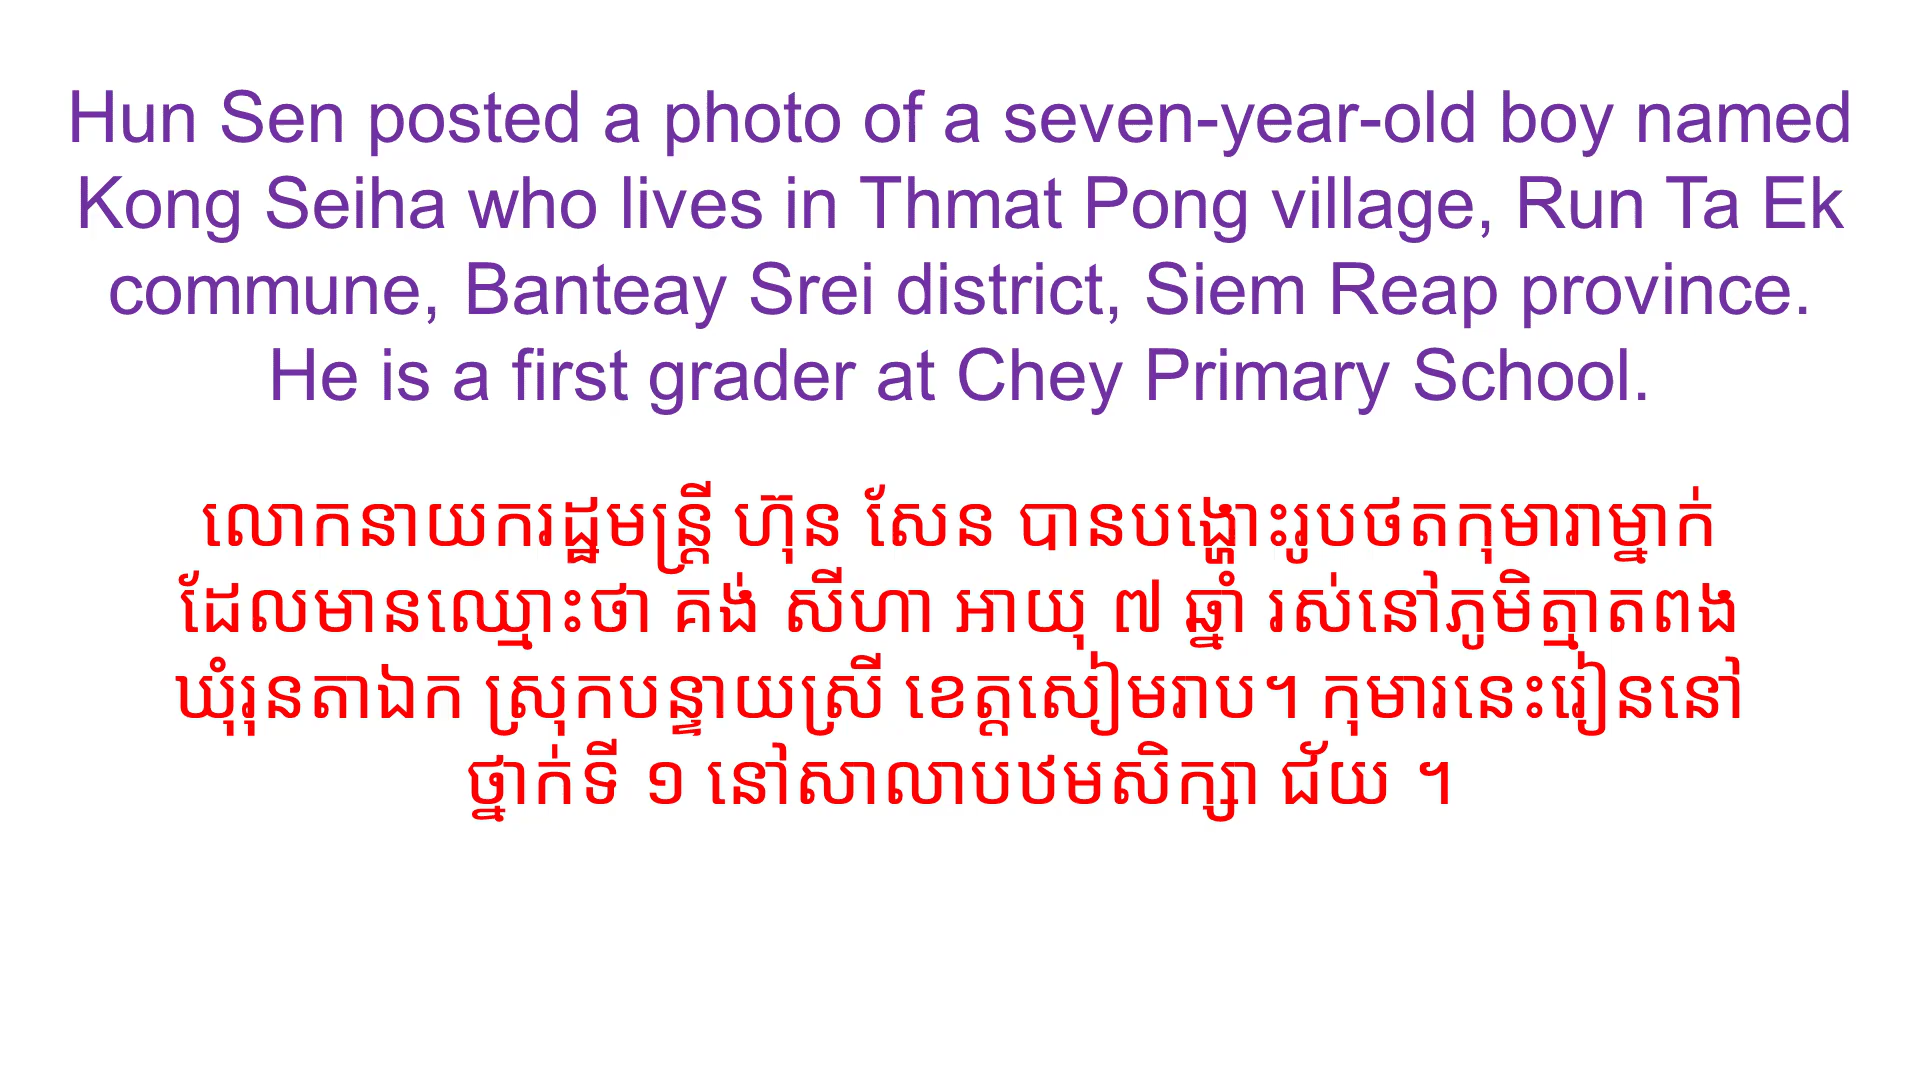 Hun Sen posted a photo of a seven-year-old boy named
Kong Seiha who lives in Thmat Pong village, Run Ta Ek
commune, Banteay Srei district, Siem Reap province.
He is a first grader at Chey Primary School.
លោកនាយករដ្ឋមន្ត្រី ហ៊ុន សែន បានបង្ហោះរូបថតកុមារាម្នាក់
ដែលមានឈ្មោះថា គង់ សីហា អាយុ ៧ ឆ្នាំ រស់នៅភូមិត្មាតពង
ឃុំរុនតាឯក ស្រុកបន្ទាយស្រី ខេត្តសៀមរាប។ កុមារនេះរៀននៅ
ថ្នាក់ទី ១ នៅសាលាបឋមសិក្សា ជ័យ ។